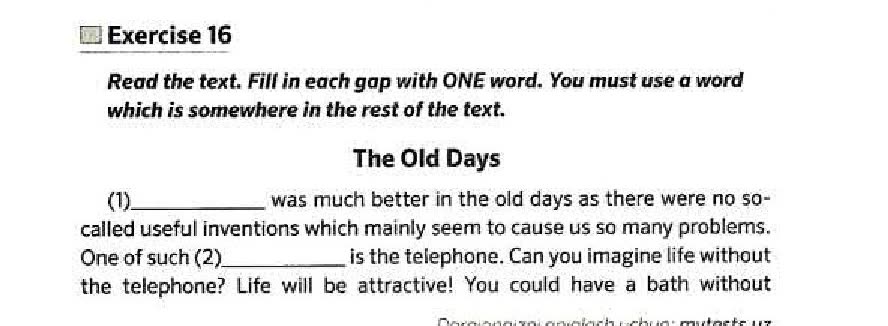 Exercise 16
Read the text. Fill in each gap with ONE word. You must use a word
which is somewhere in the rest of the text.
The Old Days
(1)____________ was much better in the old days as there were no so-
called useful inventions which mainly seem to cause us so many problems.
One of such (2)____________ is the telephone. Can you imagine life without
the telephone? Life will be attractive! You could have a bath without